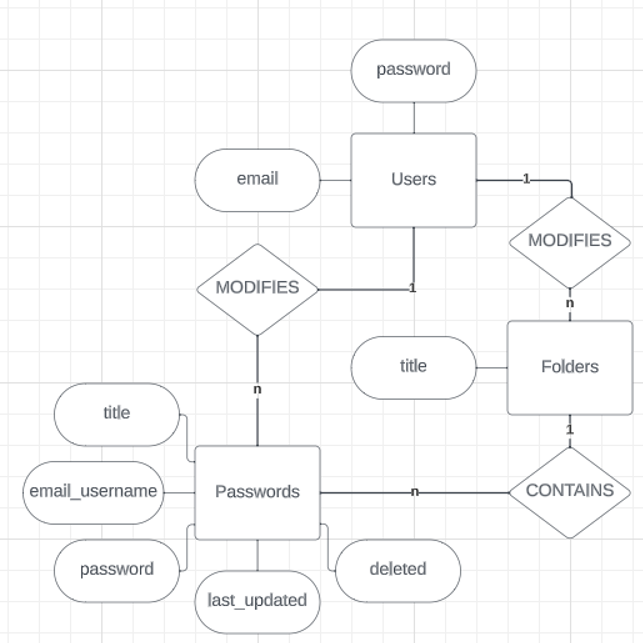 password
email
Users
1
MODIFIES
MODIFIES
1
n
title
Folders
n
1
title
email_username
Passwords
n
CONTAINS
password
last_updated
deleted